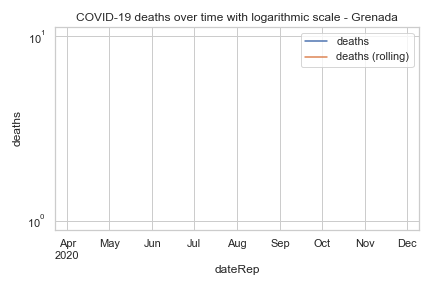 COVID-19 deaths over time with logarithmic scale - Grenada
10¹
deaths
deaths (rolling)
deaths
10⁰
Apr May Jun Jul Aug Sep Oct Nov Dec
2020
dateRep